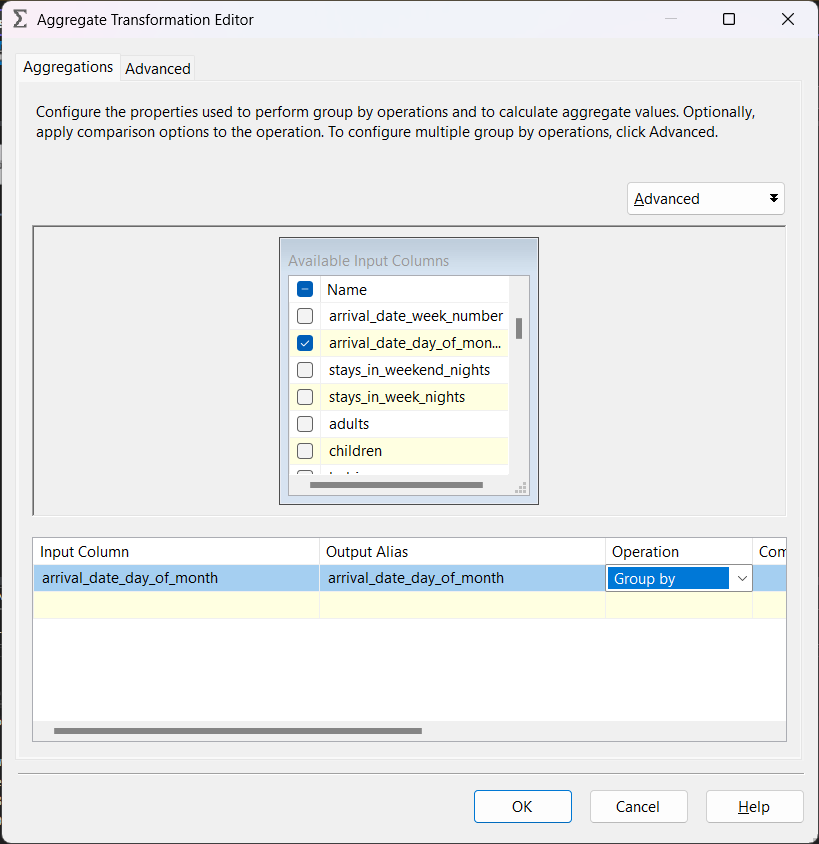 Aggregate Transformation Editor
Aggregations
Advanced
Configure the properties used to perform group by operations and to calculate aggregate values. Optionally,
apply comparison options to the operation. To configure multiple group by operations, click Advanced.
Advanced
Available Input Columns
Name
arrival_date_week_number
arrival_date_day_of_mon...
stays_in_weekend_nights
stays_in_week_nights
adults
children
Input Column Output Alias Operation Com
arrival_date_day_of_month arrival_date_day_of_month Group by
OK Cancel Help